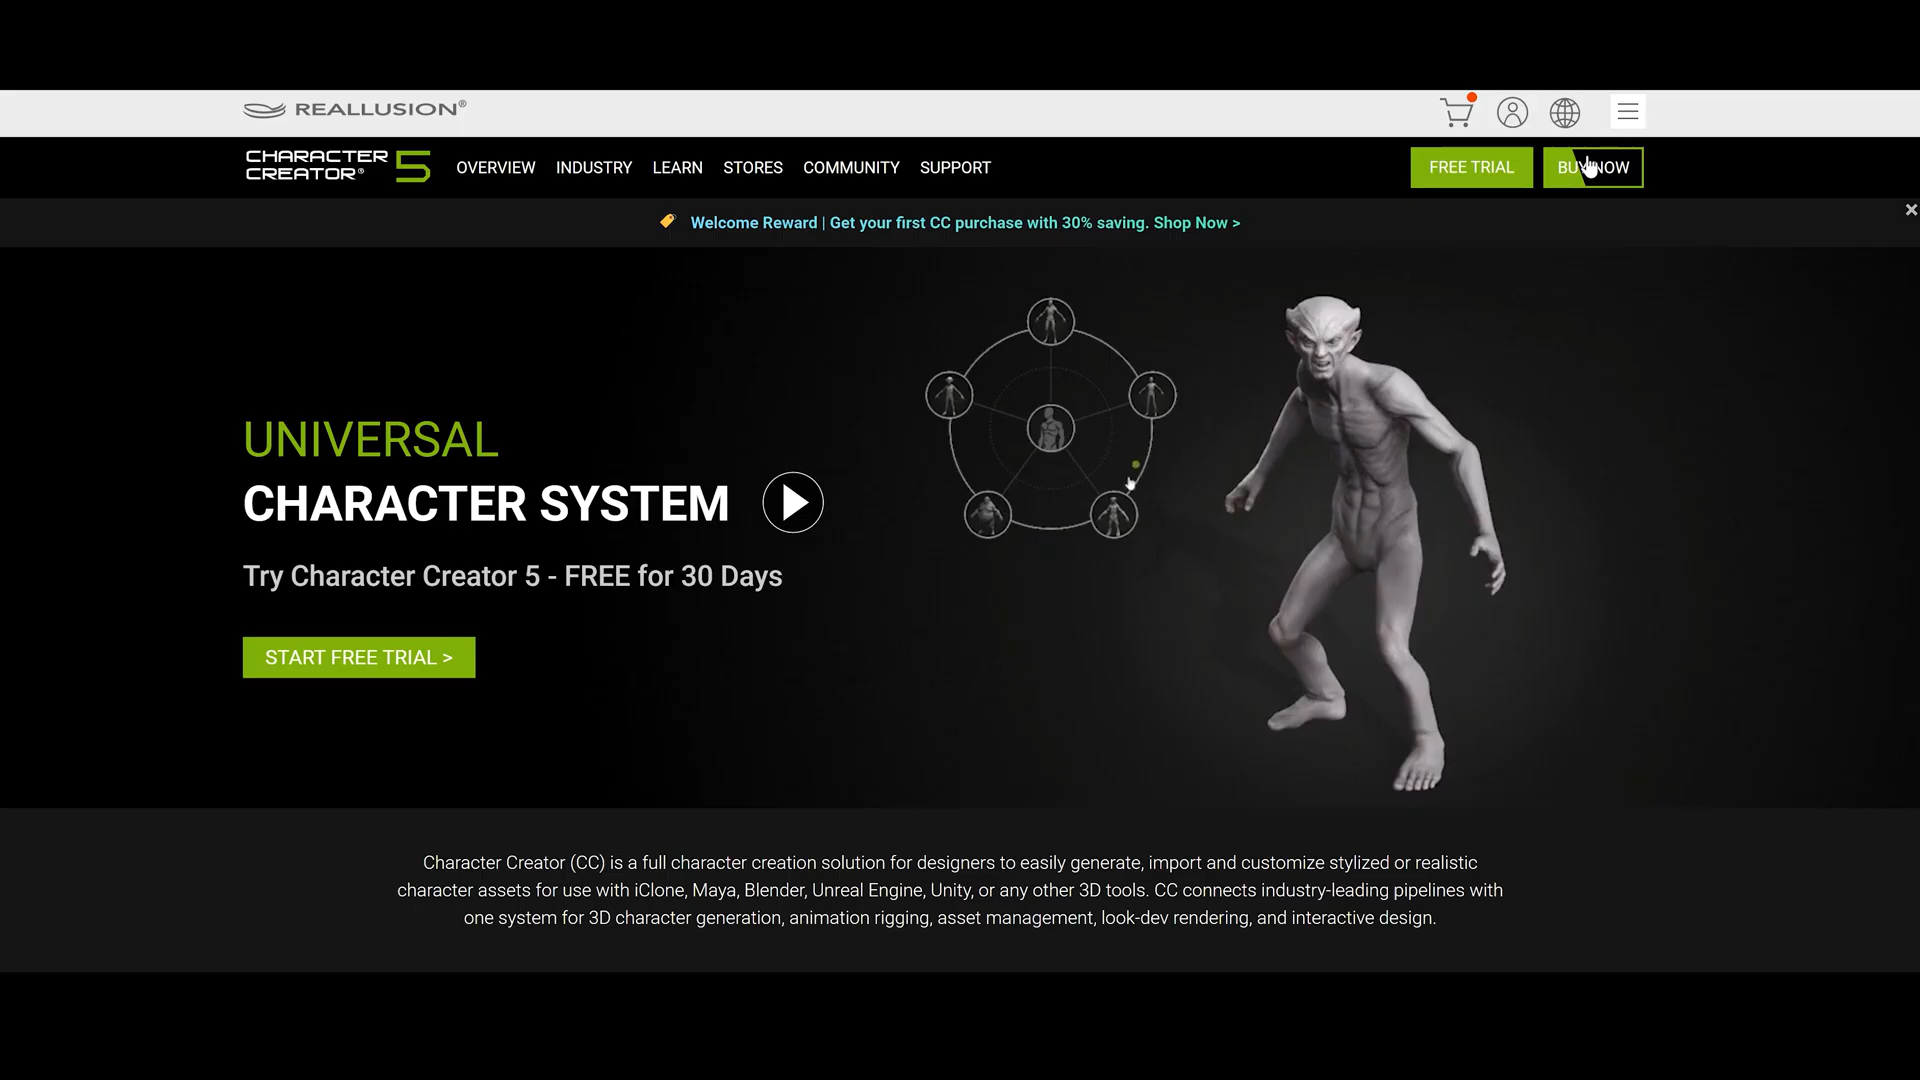 REALLUSION®
CHARACTER CREATOR® 5
OVERVIEW INDUSTRY LEARN STORES COMMUNITY SUPPORT
FREE TRIAL
BUY NOW
Welcome Reward | Get your first CC purchase with 30% saving. Shop Now >
UNIVERSAL
CHARACTER SYSTEM
Try Character Creator 5 - FREE for 30 Days
START FREE TRIAL >
Character Creator (CC) is a full character creation solution for designers to easily generate, import and customize stylized or realistic
character assets for use with iClone, Maya, Blender, Unreal Engine, Unity, or any other 3D tools. CC connects industry-leading pipelines with
one system for 3D character generation, animation rigging, asset management, look-dev rendering, and interactive design.